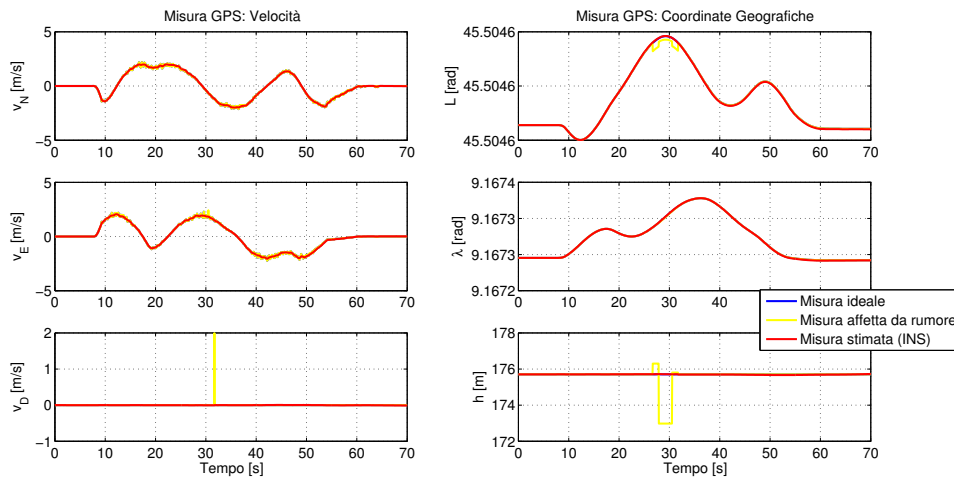 Misura GPS: Velocità
5
0
−5
v_N [m/s]
0 10 20 30 40 50 60 70
5
0
−5
v_E [m/s]
0 10 20 30 40 50 60 70
2
1
0
−1
v_D [m/s]
0 10 20 30 40 50 60 70
Tempo [s]
Misura GPS: Coordinate Geografiche
45.5046
45.5046
45.5046
L [rad]
0 10 20 30 40 50 60 70
9.1674
9.1673
9.1673
9.1672
λ [rad]
0 10 20 30 40 50 60 70
Misura ideale
Misura affetta da rumore
Misura stimata (INS)
178
176
174
172
h [m]
0 10 20 30 40 50 60 70
Tempo [s]